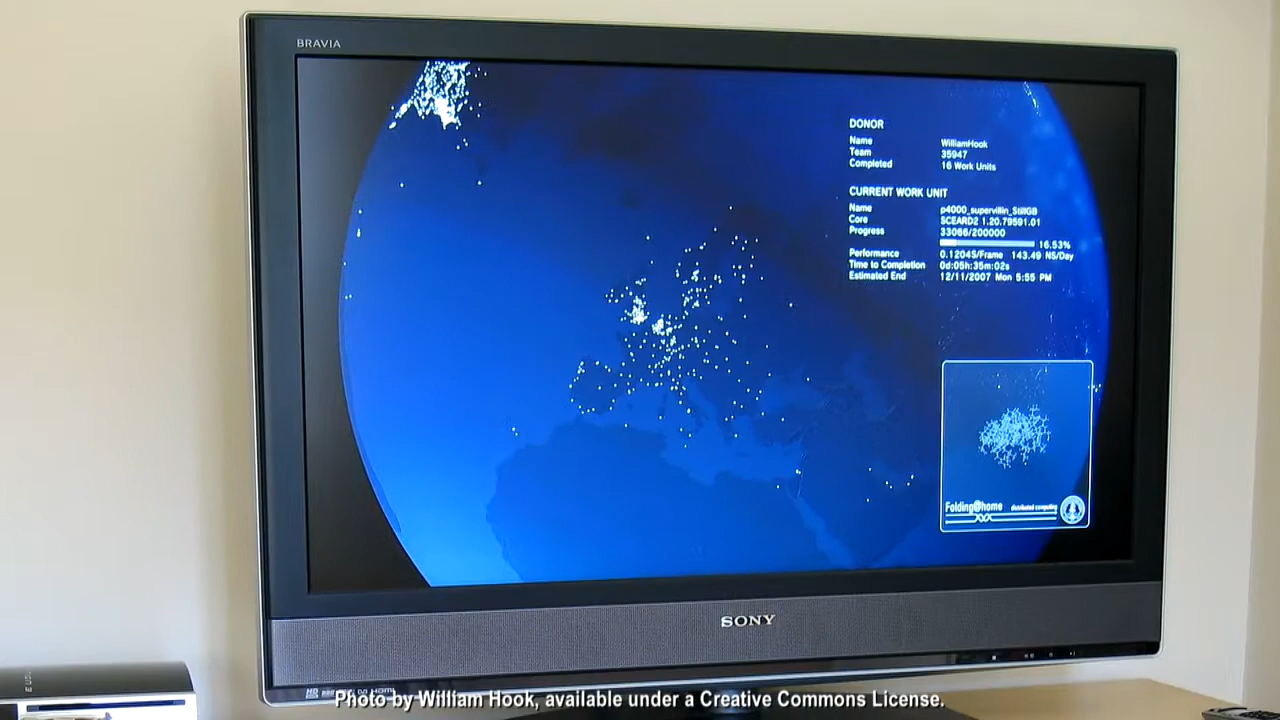 BRAVIA
DONOR
Name WilliamHook
Team 35947
Completed 16 Work Units
CURRENT WORK UNIT
Name p4000_supervillin_StillGB
Core SCEARD2 1.20.79591.01
Progress 33066/200000
16.53%
Performance 0.1204S/Frame 143.49 NS/Day
Time to Completion 0d:05h:35m:02s
Estimated End 12/11/2007 Mon 5:55 PM
Folding@home distributed computing
SONY
HD HDMI
Photo by William Hook, available under a Creative Commons License.